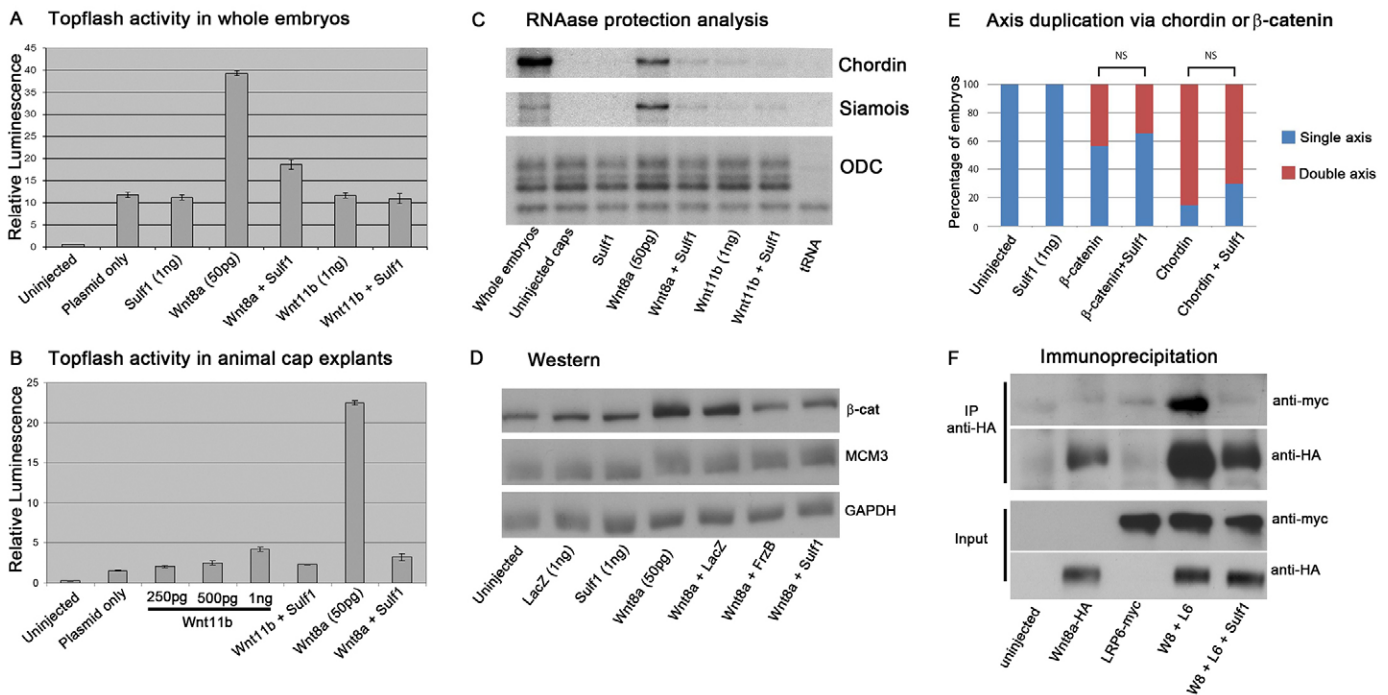 A Topflash activity in whole embryos
Relative Luminescence
45
40
35
30
25
20
15
10
5
0
Uninjected
Plasmid only
Sulf1 (1ng)
Wnt8a (50pg)
Wnt8a + Sulf1
Wnt11b (1ng)
Wnt11b + Sulf1
B Topflash activity in animal cap explants
Relative Luminescence
25
20
15
10
5
0
Uninjected
Plasmid only
250pg 500pg 1ng
Wnt11b
Wnt11b + Sulf1
Wnt8a (50pg)
Wnt8a + Sulf1
C RNAase protection analysis
Chordin
Siamois
ODC
Whole embryos
Uninjected caps
Sulf1
Wnt8a (50pg)
Wnt8a + Sulf1
Wnt11b (1ng)
Wnt11b + Sulf1
tRNA
D Western
β-cat
MCM3
GAPDH
Uninjected
LacZ (1ng)
Sulf1 (1ng)
Wnt8a (50pg)
Wnt8a + LacZ
Wnt8a + FrzB
Wnt8a + Sulf1
E Axis duplication via chordin or β-catenin
NS NS
Percentage of embryos
100
80
60
40
20
0
Single axis
Double axis
Uninjected
Sulf1 (1ng)
β-catenin
β-catenin+Sulf1
Chordin
Chordin + Sulf1
F Immunoprecipitation
IP
anti-HA
anti-myc
anti-HA
Input
anti-myc
anti-HA
uninjected
Wnt8a-HA
LRP6-myc
W8 + L6
W8 + L6 + Sulf1